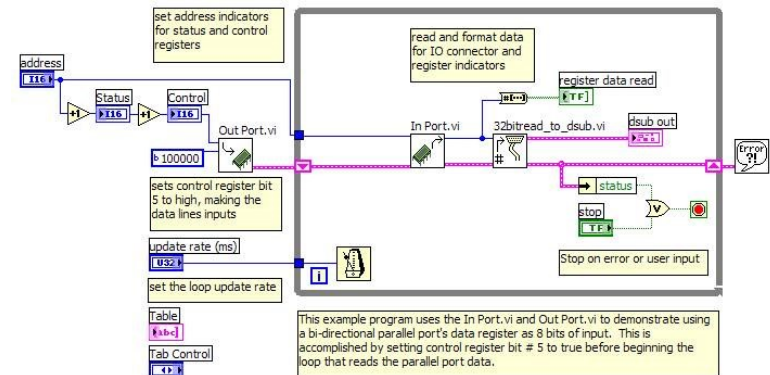 set address indicators
for status and control
registers
read and format data
for IO connector and
register indicators
address
I16
Status
I16
Control
I16
+1
+1
register data read
TF
#[...]
Out Port.vi
In Port.vi
32bitread_to_dsub.vi
dsub out
b 100000
#
Error
?!
sets control register bit
5 to high, making the
data lines inputs
status
stop
TF
V
update rate (ms)
U32
i
Stop on error or user input
set the loop update rate
Table
abc
Tab Control
This example program uses the In Port.vi and Out Port.vi to demonstrate using
a bi-directional parallel port's data register as 8 bits of input.  This is
accomplished by setting control register bit # 5 to true before beginning the
loop that reads the parallel port data.